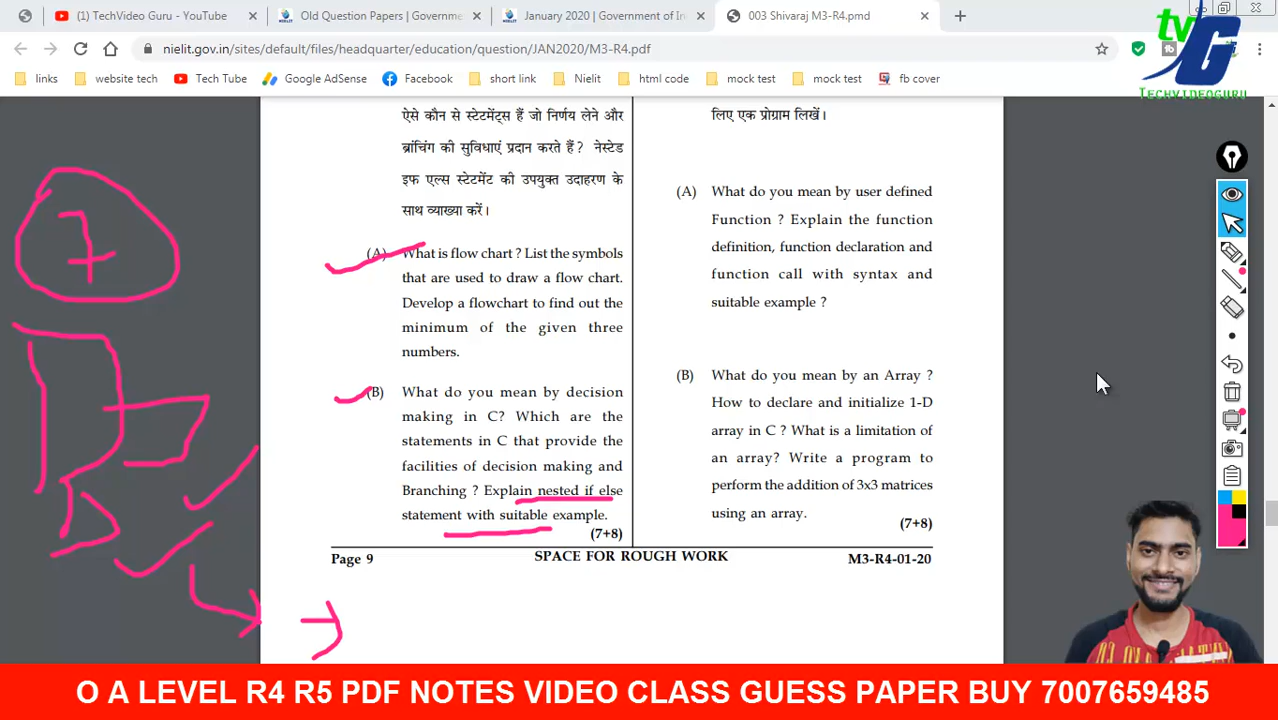 (1) TechVideo Guru - YouTube
Old Question Papers | Governme
January 2020 | Government of In
003 Shivaraj M3-R4.pmd
nielit.gov.in/sites/default/files/headquarter/education/question/JAN2020/M3-R4.pdf
links
website tech
Tech Tube
Google AdSense
Facebook
short link
Nielit
html code
mock test
mock test
fb cover
tv
G
TECHVIDEOGURU
ऐसे कौन से स्टेटमेंट्स हैं जो निर्णय लेने और
ब्रांचिंग की सुविधाएं प्रदान करते हैं? नेस्टेड
इफ एल्स स्टेटमेंट की उपयुक्त उदाहरण के
साथ व्याख्या करें।
(A) What is flow chart ? List the symbols
that are used to draw a flow chart.
Develop a flowchart to find out the
minimum of the given three
numbers.
(B) What do you mean by decision
making in C? Which are the
statements in C that provide the
facilities of decision making and
Branching ? Explain nested if else
statement with suitable example.
(7+8)
लिए एक प्रोग्राम लिखें।
(A) What do you mean by user defined
Function ? Explain the function
definition, function declaration and
function call with syntax and
suitable example ?
(B) What do you mean by an Array ?
How to declare and initialize 1-D
array in C ? What is a limitation of
an array? Write a program to
perform the addition of 3x3 matrices
using an array.
(7+8)
Page 9 SPACE FOR ROUGH WORK M3-R4-01-20
7
O A LEVEL R4 R5 PDF NOTES VIDEO CLASS GUESS PAPER BUY 7007659485